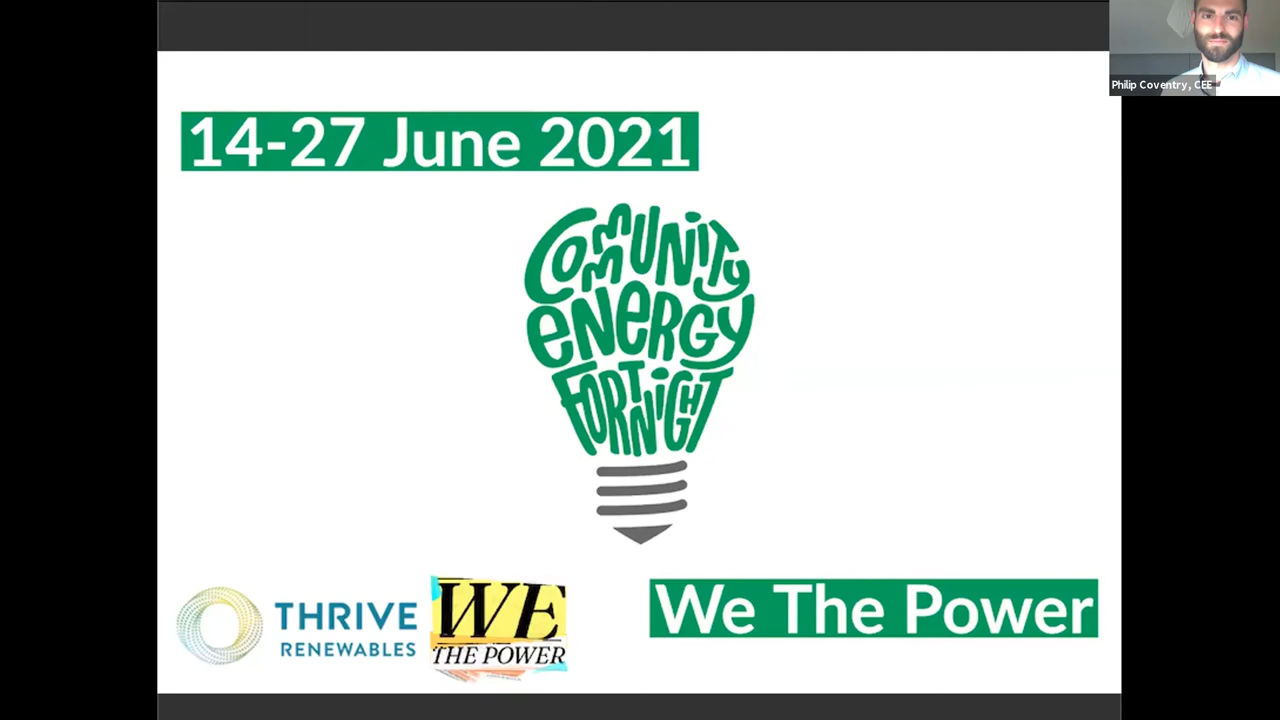 Philip Coventry, CEE
14-27 June 2021
COMMUNITY
ENERGY
FORTNIGHT
THRIVE
RENEWABLES
WE
THE POWER
We The Power